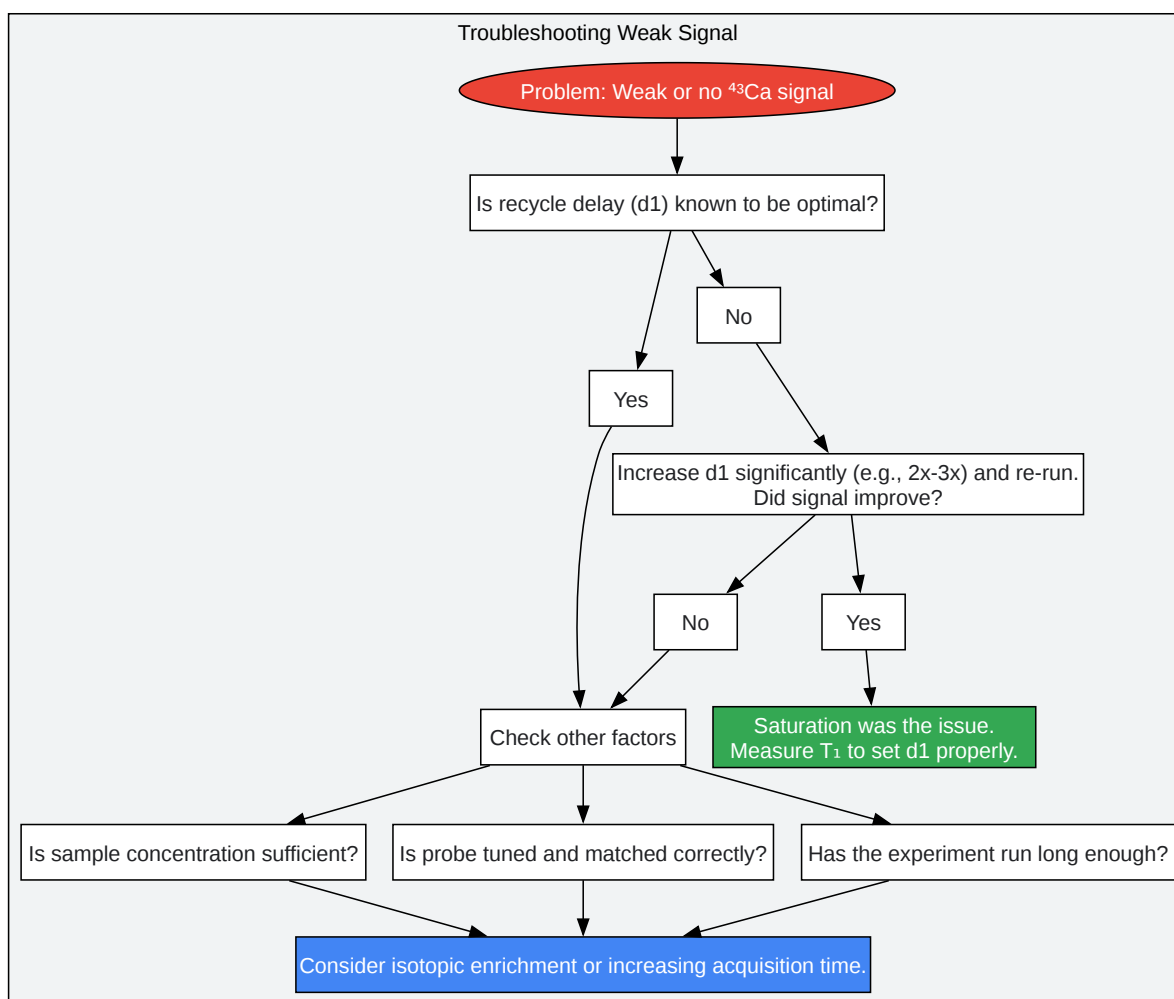 Troubleshooting Weak Signal
Problem: Weak or no ⁴³Ca signal
Is recycle delay (d1) known to be optimal?
No
Yes
Increase d1 significantly (e.g., 2x-3x) and re-run.
Did signal improve?
No
Yes
Check other factors
Saturation was the issue.
Measure T₁ to set d1 properly.
Is sample concentration sufficient?
Is probe tuned and matched correctly?
Has the experiment run long enough?
Consider isotopic enrichment or increasing acquisition time.